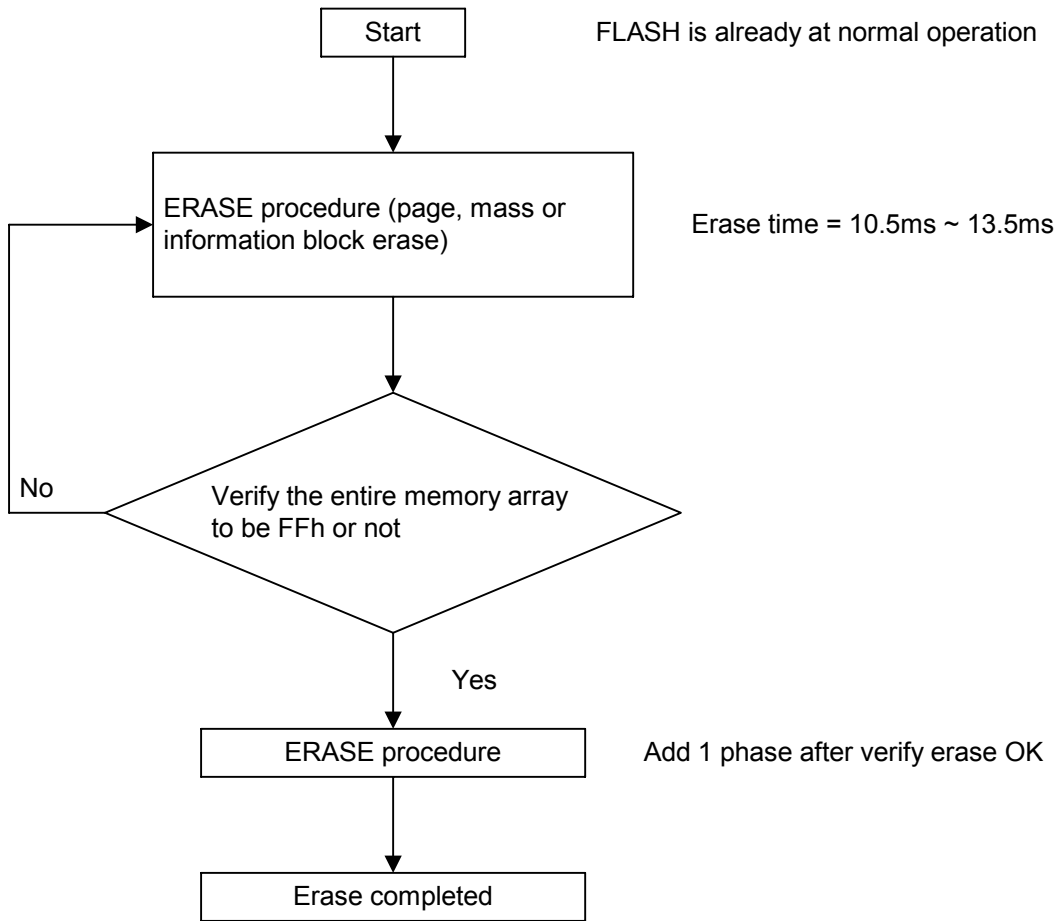 Start
FLASH is already at normal operation
ERASE procedure (page, mass or
information block erase)
Erase time = 10.5ms ~ 13.5ms
No
Verify the entire memory array
to be FFh or not
Yes
ERASE procedure
Add 1 phase after verify erase OK
Erase completed